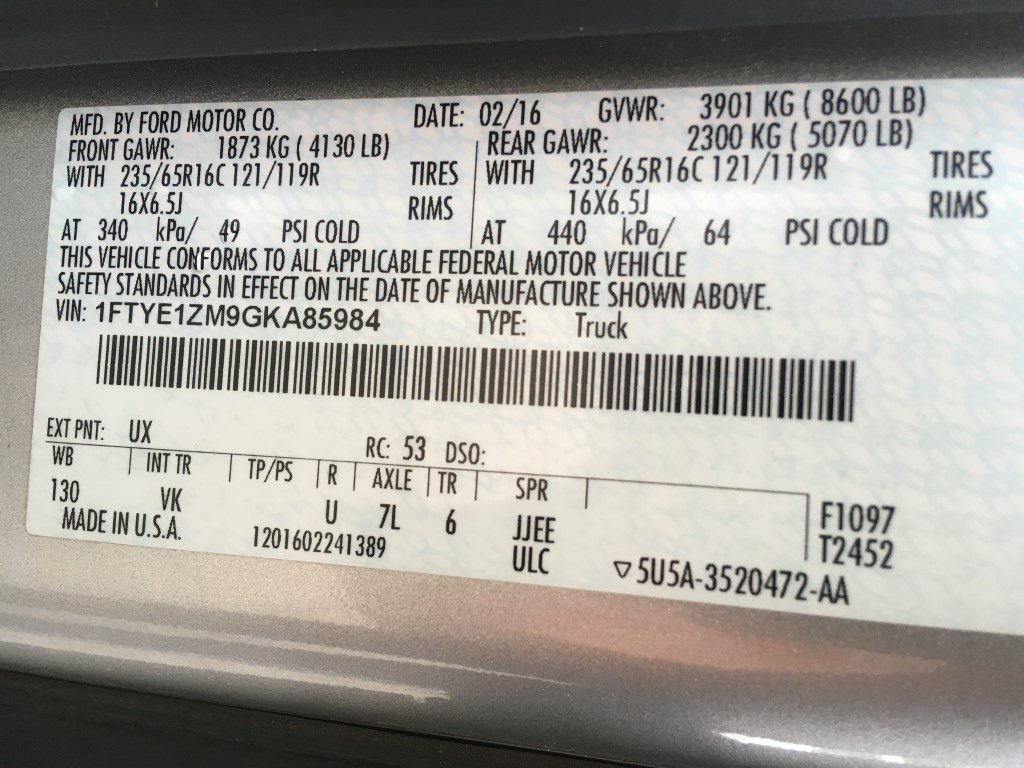 MFD. BY FORD MOTOR CO. DATE: 02/16 GVWR: 3901 KG ( 8600 LB)
FRONT GAWR: 1873 KG ( 4130 LB) REAR GAWR: 2300 KG ( 5070 LB)
WITH 235/65R16C 121/119R TIRES WITH 235/65R16C 121/119R TIRES
16X6.5J RIMS 16X6.5J RIMS
AT 340 kPa/ 49 PSI COLD AT 440 kPa/ 64 PSI COLD
THIS VEHICLE CONFORMS TO ALL APPLICABLE FEDERAL MOTOR VEHICLE
SAFETY STANDARDS IN EFFECT ON THE DATE OF MANUFACTURE SHOWN ABOVE.
VIN: 1FTYE1ZM9GKA85984 TYPE: Truck
EXT PNT: UX RC: 53 DSO:
WB INT TR TP/PS R AXLE TR SPR
130 VK U 7L 6 JJEE F1097
MADE IN U.S.A. 1201602241389 ULC T2452
▽5U5A-3520472-AA